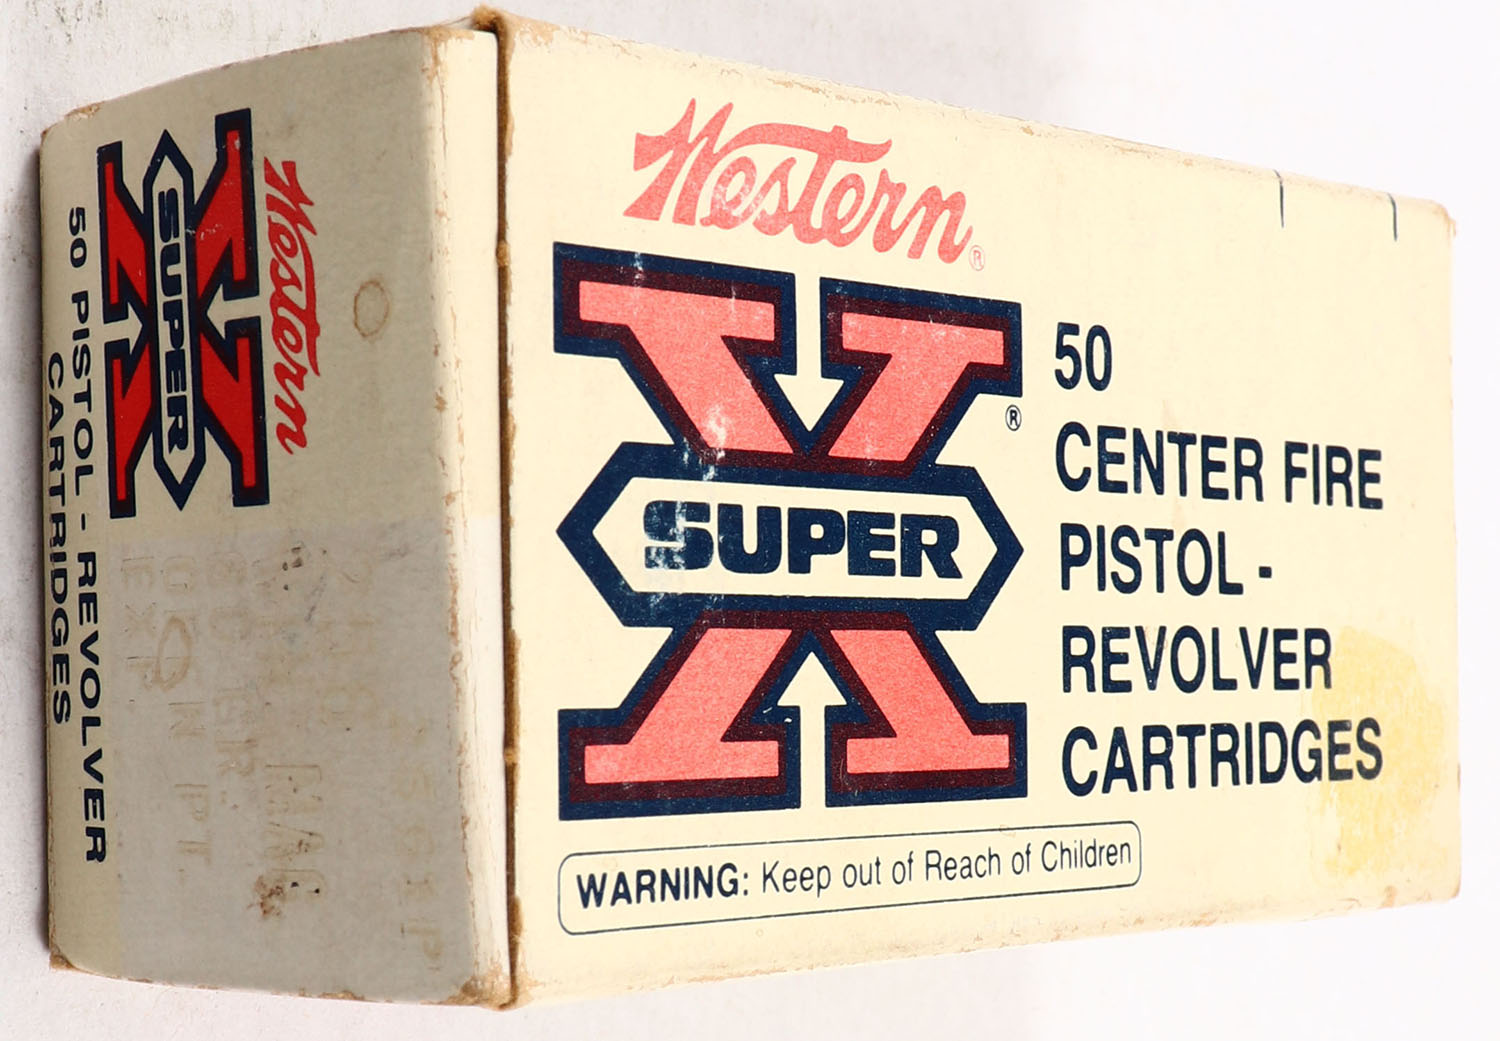 Western ®
SUPER X ®
50
CENTER FIRE
PISTOL -
REVOLVER
CARTRIDGES
WARNING: Keep out of Reach of Children
Western
SUPER X
50 PISTOL - REVOLVER
CARTRIDGES